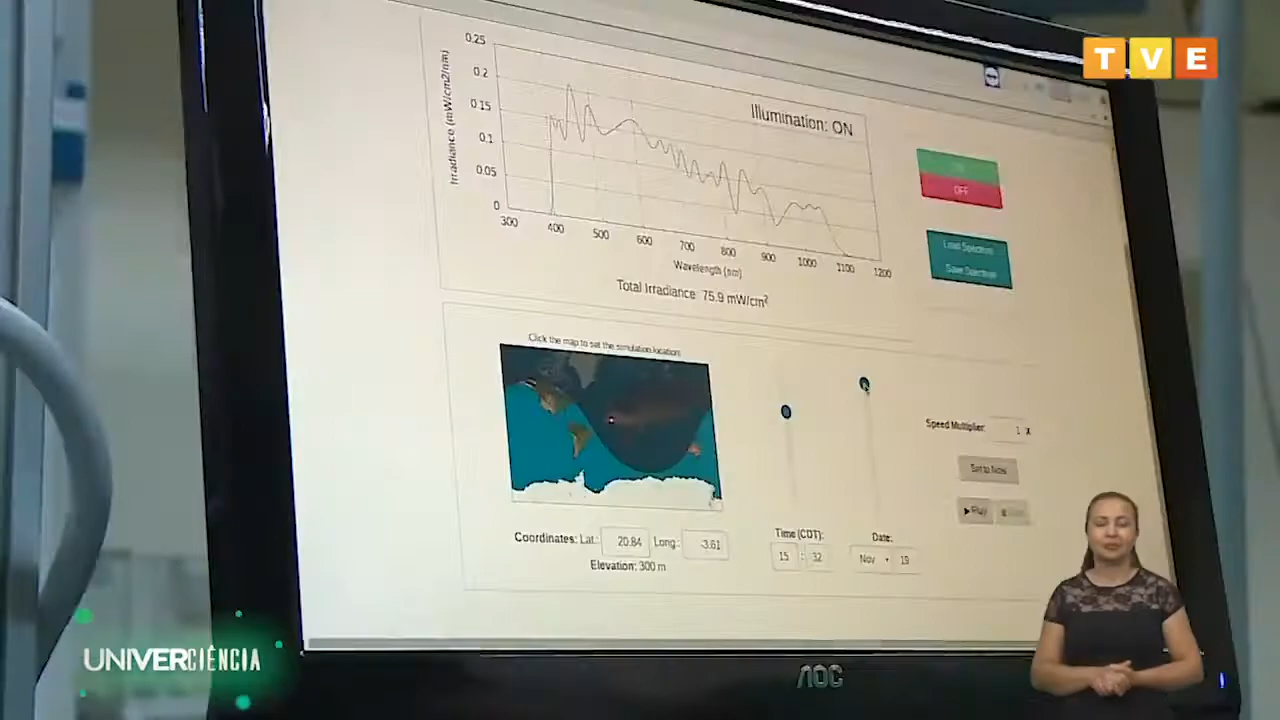 TVE
Illumination: ON
Irradiance (mW/cm2/nm)
0.25
0.2
0.15
0.1
0.05
0
300 400 500 600 700 800 900 1000 1100 1200
Wavelength (nm)
Total Irradiance: 75.9 mW/cm²
OFF
Load Spectrum
Save Spectrum
Click the map to set the simulation location:
Speed Multiplier: 1 X
Set to Now
Play
Coordinates: Lat.: 20.84 Long.: -3.61
Elevation: 300 m
Time (CDT):
15 : 32
Date:
Nov 19
UNIVERCIÊNCIA
AOC